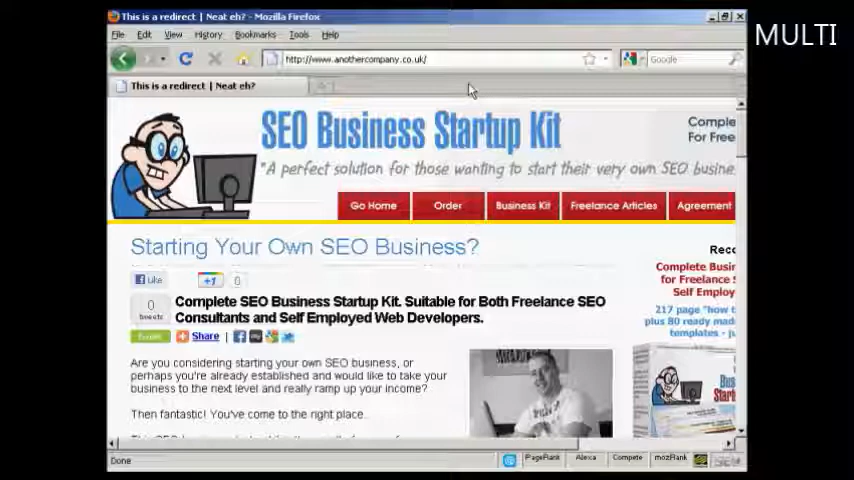 This is a redirect | Neat eh? - Mozilla Firefox
MULTI
File Edit View History Bookmarks Tools Help
http://www.anothercompany.co.uk/
Google
This is a redirect | Neat eh?
SEO Business Startup Kit
Comple
For Free
"A perfect solution for those wanting to start their very own SEO busine
Go Home Order Business Kit Freelance Articles Agreement
Starting Your Own SEO Business?
Like +1 0
0
tweets
Complete SEO Business Startup Kit. Suitable for Both Freelance SEO
Consultants and Self Employed Web Developers.
Share
Are you considering starting your own SEO business, or
perhaps you're already established and would like to take your
business to the next level and really ramp up your income?
Then fantastic! You've come to the right place.
Reco
Complete Busin
for Freelance S
Self Employ
217 page "how t
plus 80 ready mad
templates - ju
Done
PageRank Alexa Compete mozRank